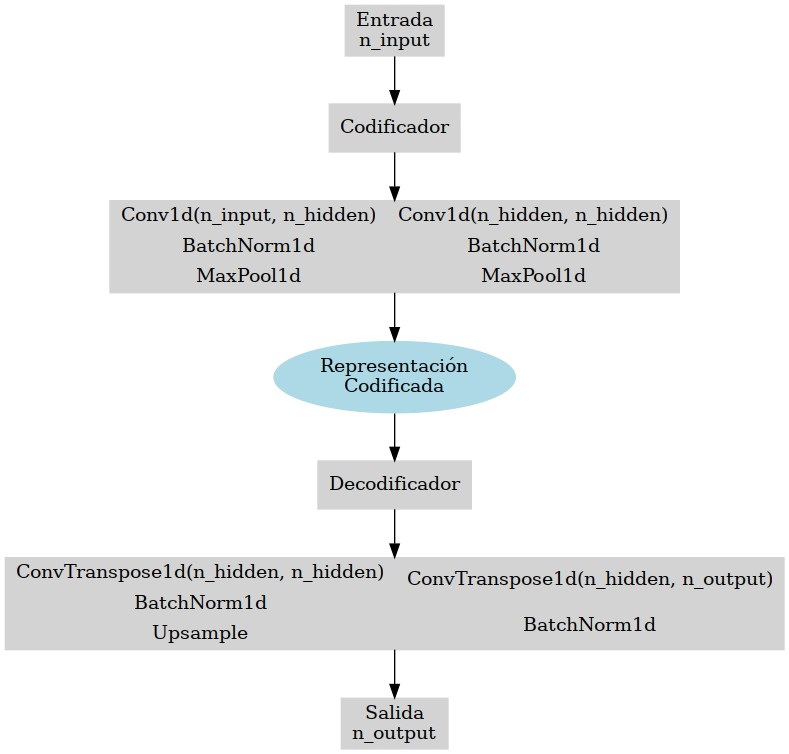 Entrada
n_input
Codificador
Conv1d(n_input, n_hidden)
BatchNorm1d
MaxPool1d
Conv1d(n_hidden, n_hidden)
BatchNorm1d
MaxPool1d
Representación
Codificada
Decodificador
ConvTranspose1d(n_hidden, n_hidden)
BatchNorm1d
Upsample
ConvTranspose1d(n_hidden, n_output)
BatchNorm1d
Salida
n_output